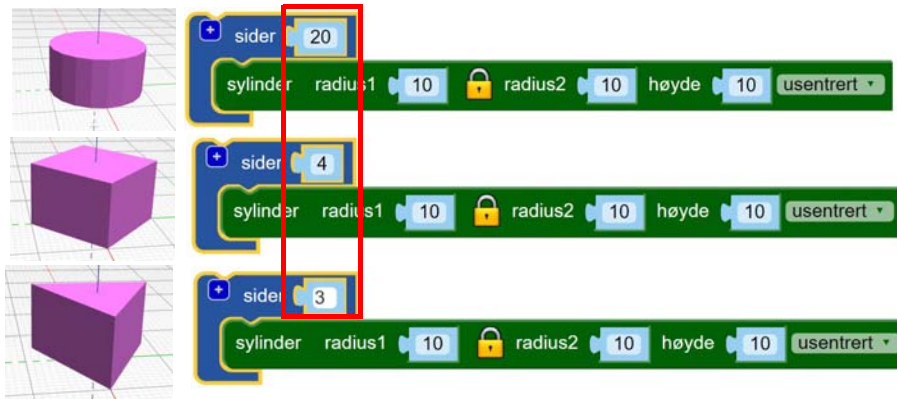 sider 20
sylinder radius1 10 radius2 10 høyde 10 usentrert
sider 4
sylinder radius1 10 radius2 10 høyde 10 usentrert
sider 3
sylinder radius1 10 radius2 10 høyde 10 usentrert